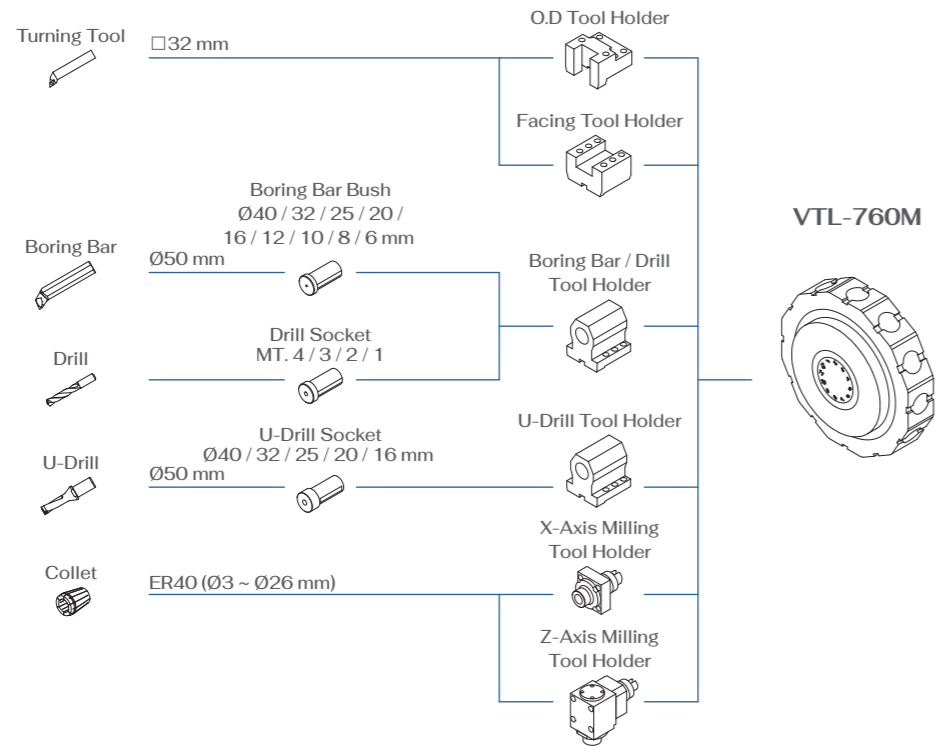 O.D Tool Holder
Turning Tool
□32 mm
Facing Tool Holder
Boring Bar Bush
Ø40 / 32 / 25 / 20 /
16 / 12 / 10 / 8 / 6 mm
VTL-760M
Boring Bar
Ø50 mm
Boring Bar / Drill
Tool Holder
Drill
Drill Socket
MT. 4 / 3 / 2 / 1
U-Drill Tool Holder
U-Drill Socket
Ø40 / 32 / 25 / 20 / 16 mm
U-Drill
Ø50 mm
X-Axis Milling
Tool Holder
Collet
ER40 (Ø3 ~ Ø26 mm)
Z-Axis Milling
Tool Holder